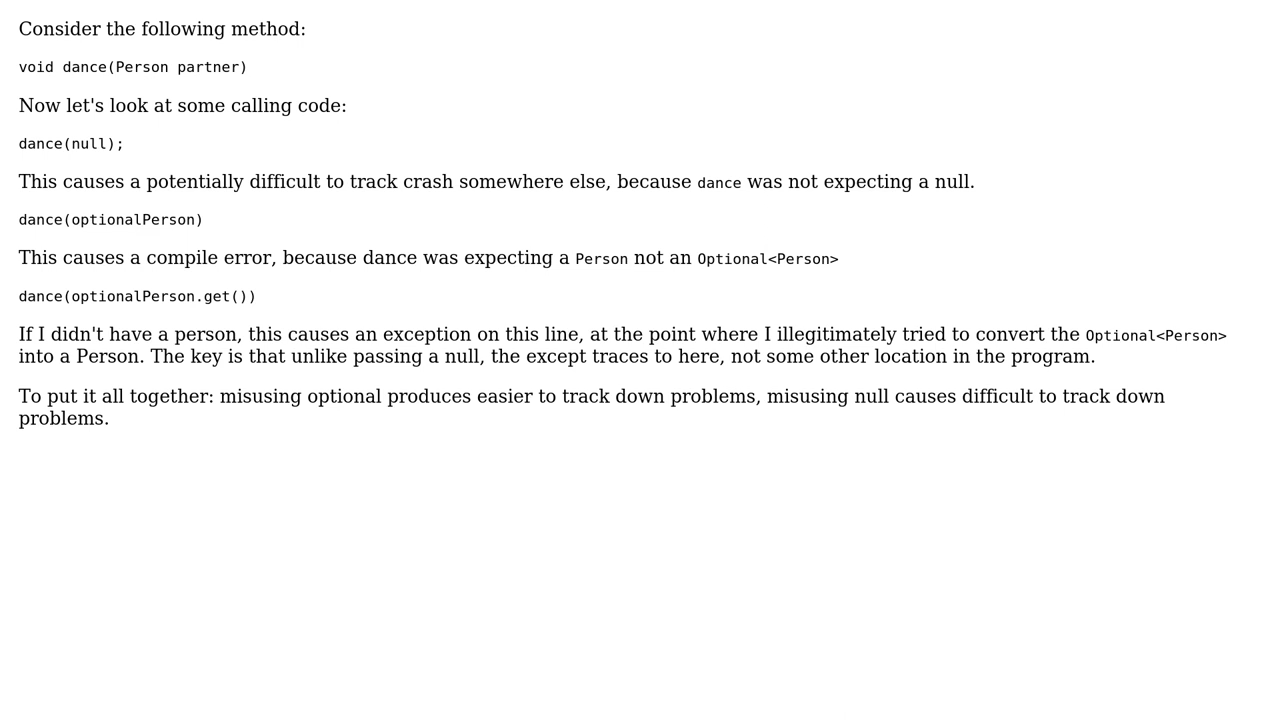 Consider the following method:
void dance(Person partner)
Now let's look at some calling code:
dance(null);
This causes a potentially difficult to track crash somewhere else, because dance was not expecting a null.
dance(optionalPerson)
This causes a compile error, because dance was expecting a Person not an Optional<Person>
dance(optionalPerson.get())
If I didn't have a person, this causes an exception on this line, at the point where I illegitimately tried to convert the Optional<Person>
into a Person. The key is that unlike passing a null, the except traces to here, not some other location in the program.
To put it all together: misusing optional produces easier to track down problems, misusing null causes difficult to track down
problems.